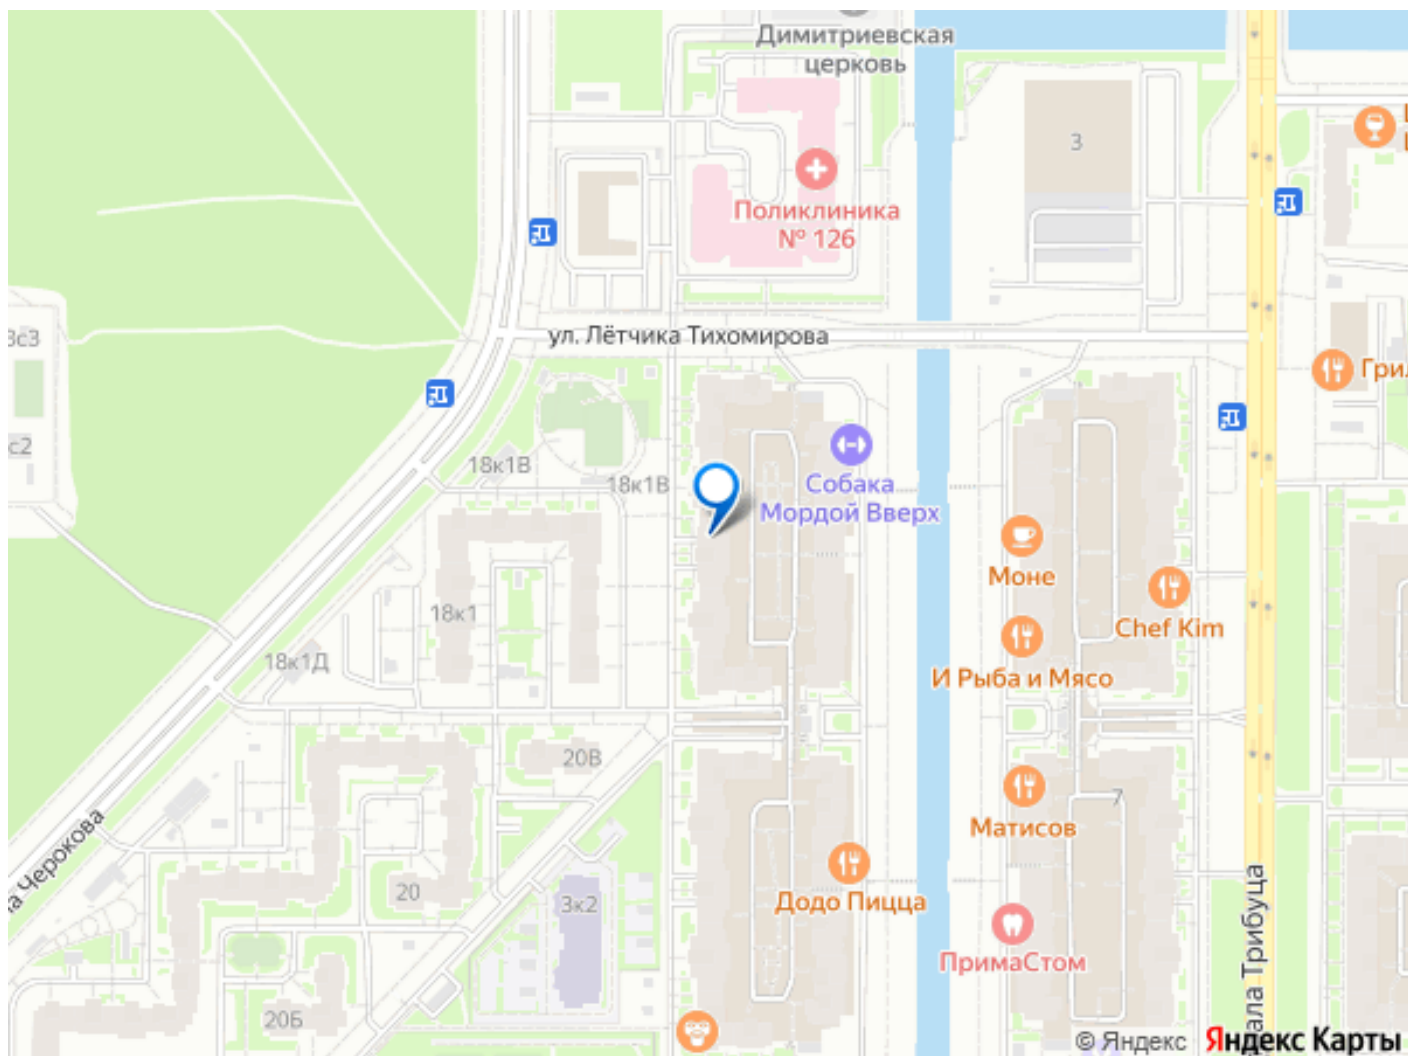 Димитриевская
церковь
3
Поликлиника
№ 126
ул. Лётчика Тихомирова
3с3
Гри
с2
18к1В
18к1В
Собака
Мордой Вверх
Моне
18к1
Chef Kim
18к1Д
И Рыба и Мясо
20В
7
Матисов
Черокова
20
3к2
Додо Пицца
ПримаСтом
ала Трибуца
20Б
© Яндекс Яндекс Карты